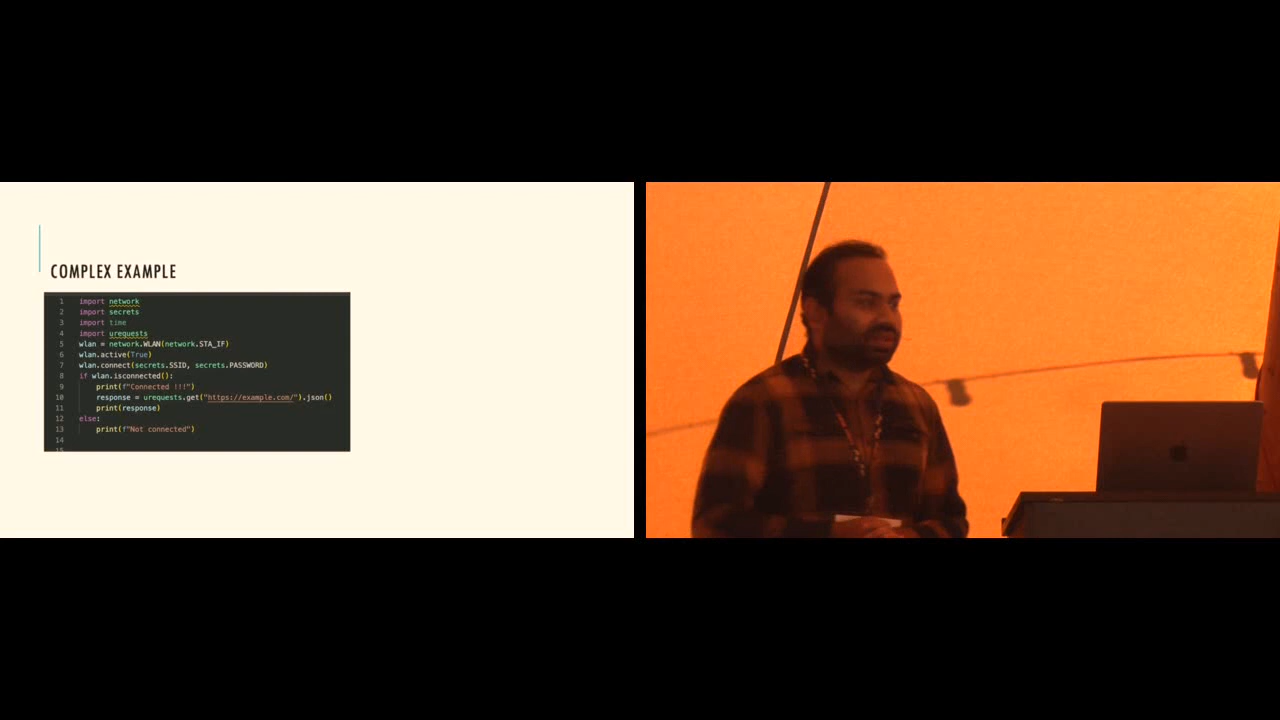 COMPLEX EXAMPLE
1 import network
2 import secrets
3 import time
4 import urequests
5 wlan = network.WLAN(network.STA_IF)
6 wlan.active(True)
7 wlan.connect(secrets.SSID, secrets.PASSWORD)
8 if wlan.isconnected():
9 print(f"Connected !!!")
10 response = urequests.get("https://example.com/").json()
11 print(response)
12 else:
13 print(f"Not connected")
14
15